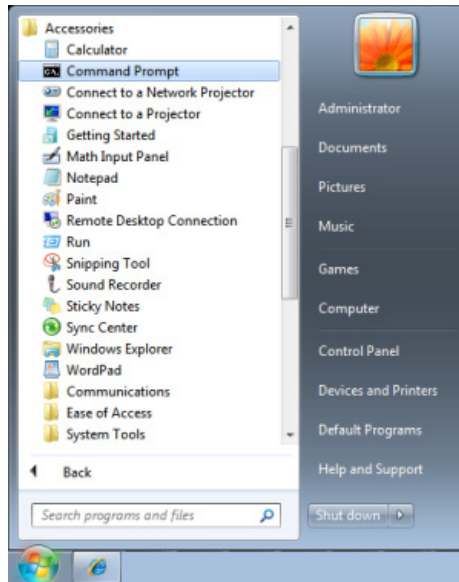 Accessories
Calculator
Command Prompt
Connect to a Network Projector
Connect to a Projector
Getting Started
Math Input Panel
Notepad
Paint
Remote Desktop Connection
Run
Snipping Tool
Sound Recorder
Sticky Notes
Sync Center
Windows Explorer
WordPad
Communications
Ease of Access
System Tools
Back
Search programs and files
Administrator
Documents
Pictures
Music
Games
Computer
Control Panel
Devices and Printers
Default Programs
Help and Support
Shut down